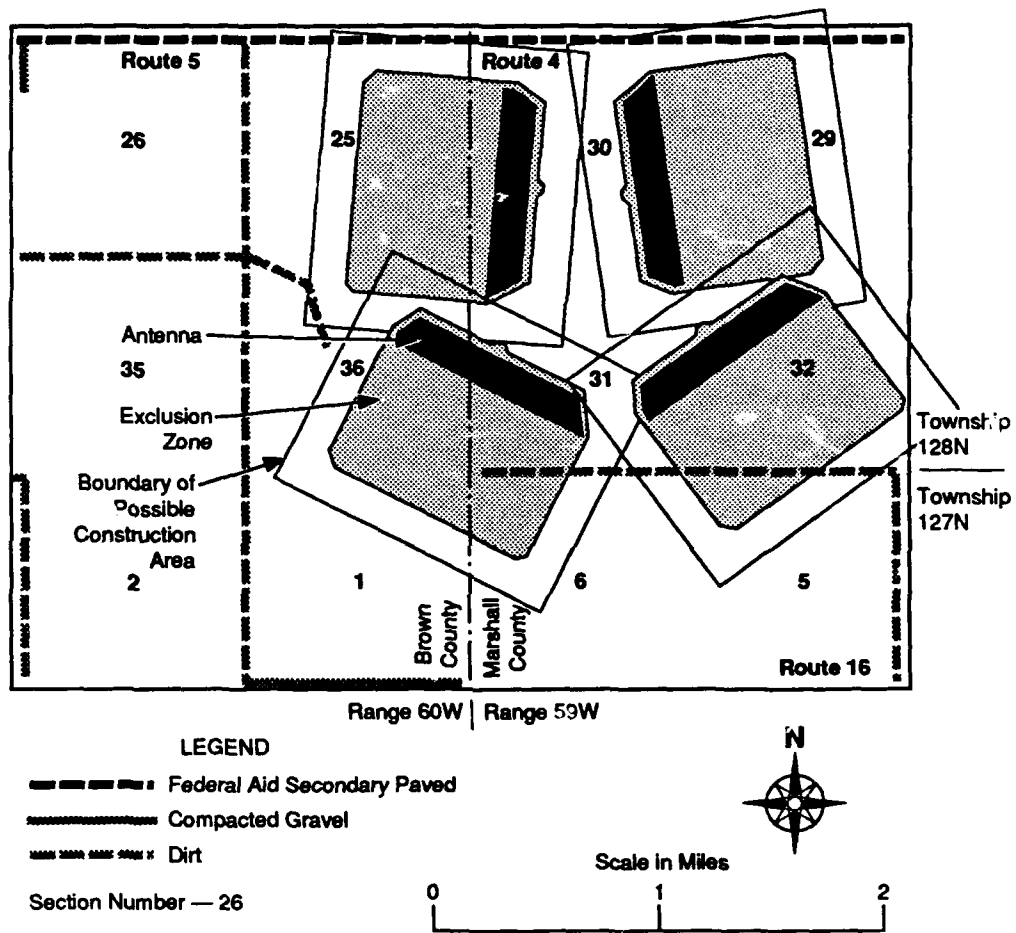 Route 5
Route 4
26
25
30
29
Antenna
35
36
31
32
Exclusion
Zone
Township
128N
Boundary of
Possible
Construction
Area
Township
127N
2
1
6
5
Brown
County
Marshall
County
Route 16
Range 60W
Range 59W
LEGEND
Federal Aid Secondary Paved
Compacted Gravel
Dirt
Section Number — 26
N
Scale in Miles
0
1
2